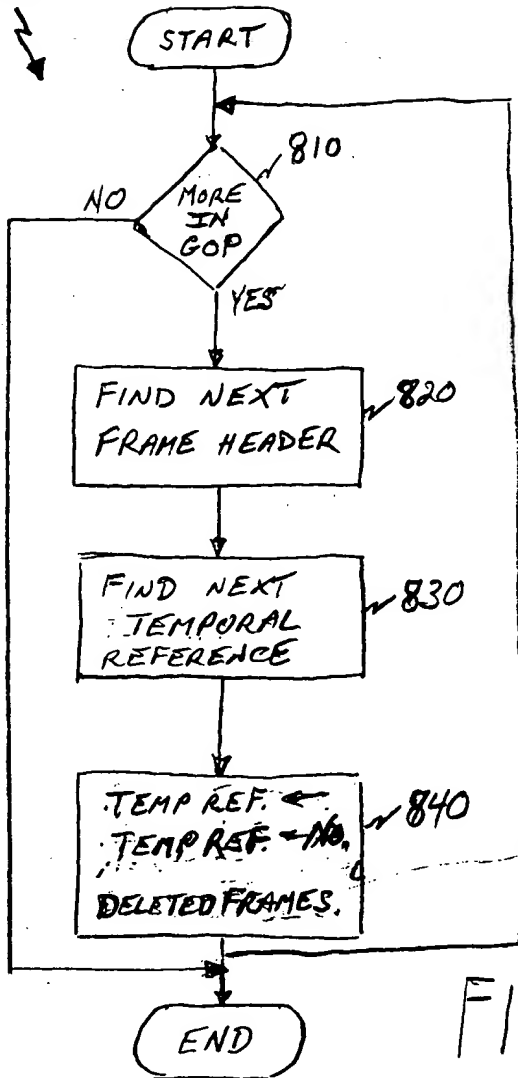 START
810
NO
MORE
IN
GOP
YES
FIND NEXT
FRAME HEADER
820
FIND NEXT
TEMPORAL
REFERENCE
830
TEMP REF. ←
TEMP REF. - No.
DELETED FRAMES.
840
END
FI